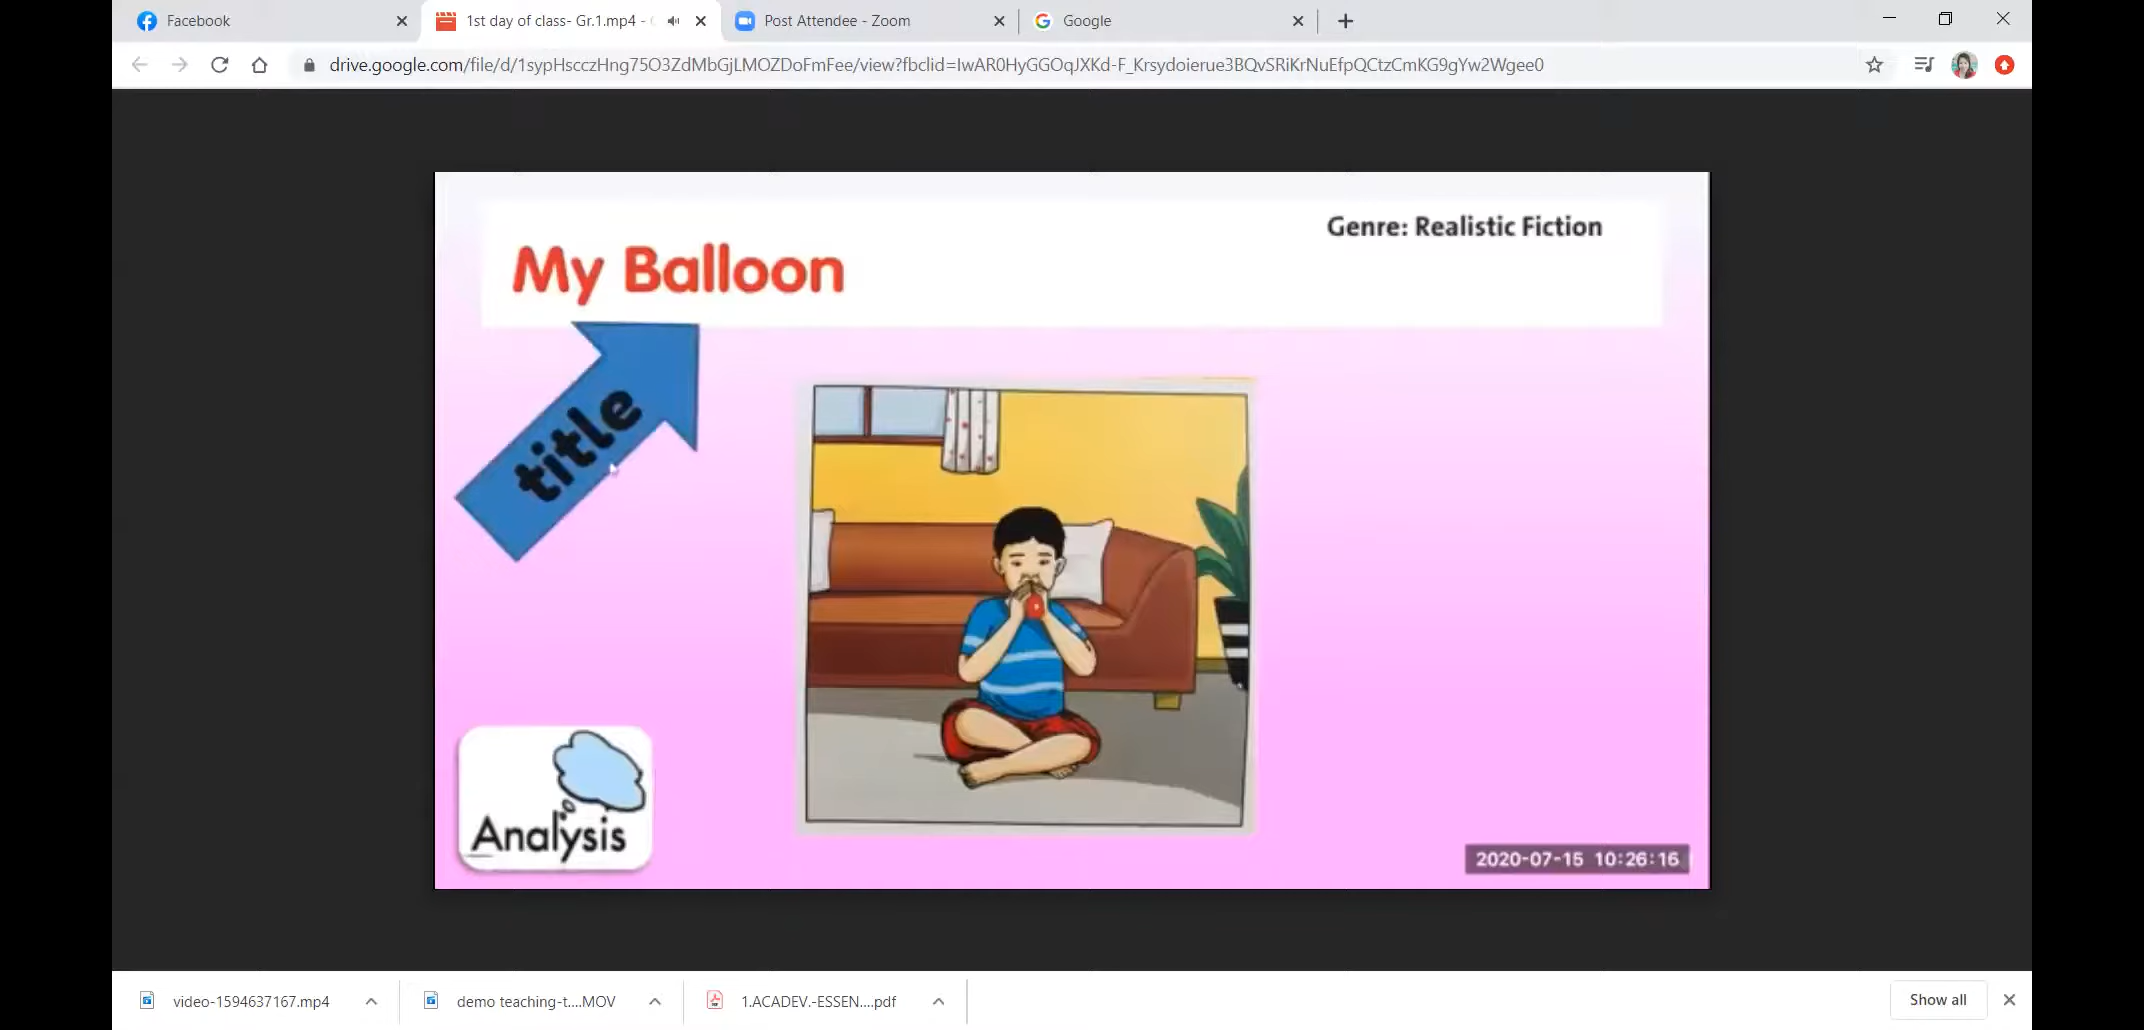 Facebook
1st day of class- Gr.1.mp4 -
Post Attendee - Zoom
Google
drive.google.com/file/d/1sypHscczHng75O3ZdMbGjLMOZDoFmFee/view?fbclid=IwAR0HyGGOqJXKd-F_Krsydoierue3BQvSRiKrNuEfpQCtzCmKG9gYw2Wgee0
Genre: Realistic Fiction
My Balloon
title
Analysis
2020-07-15 10:26:16
video-1594637167.mp4
demo teaching-t....MOV
1.ACADEV.-ESSEN....pdf
Show all